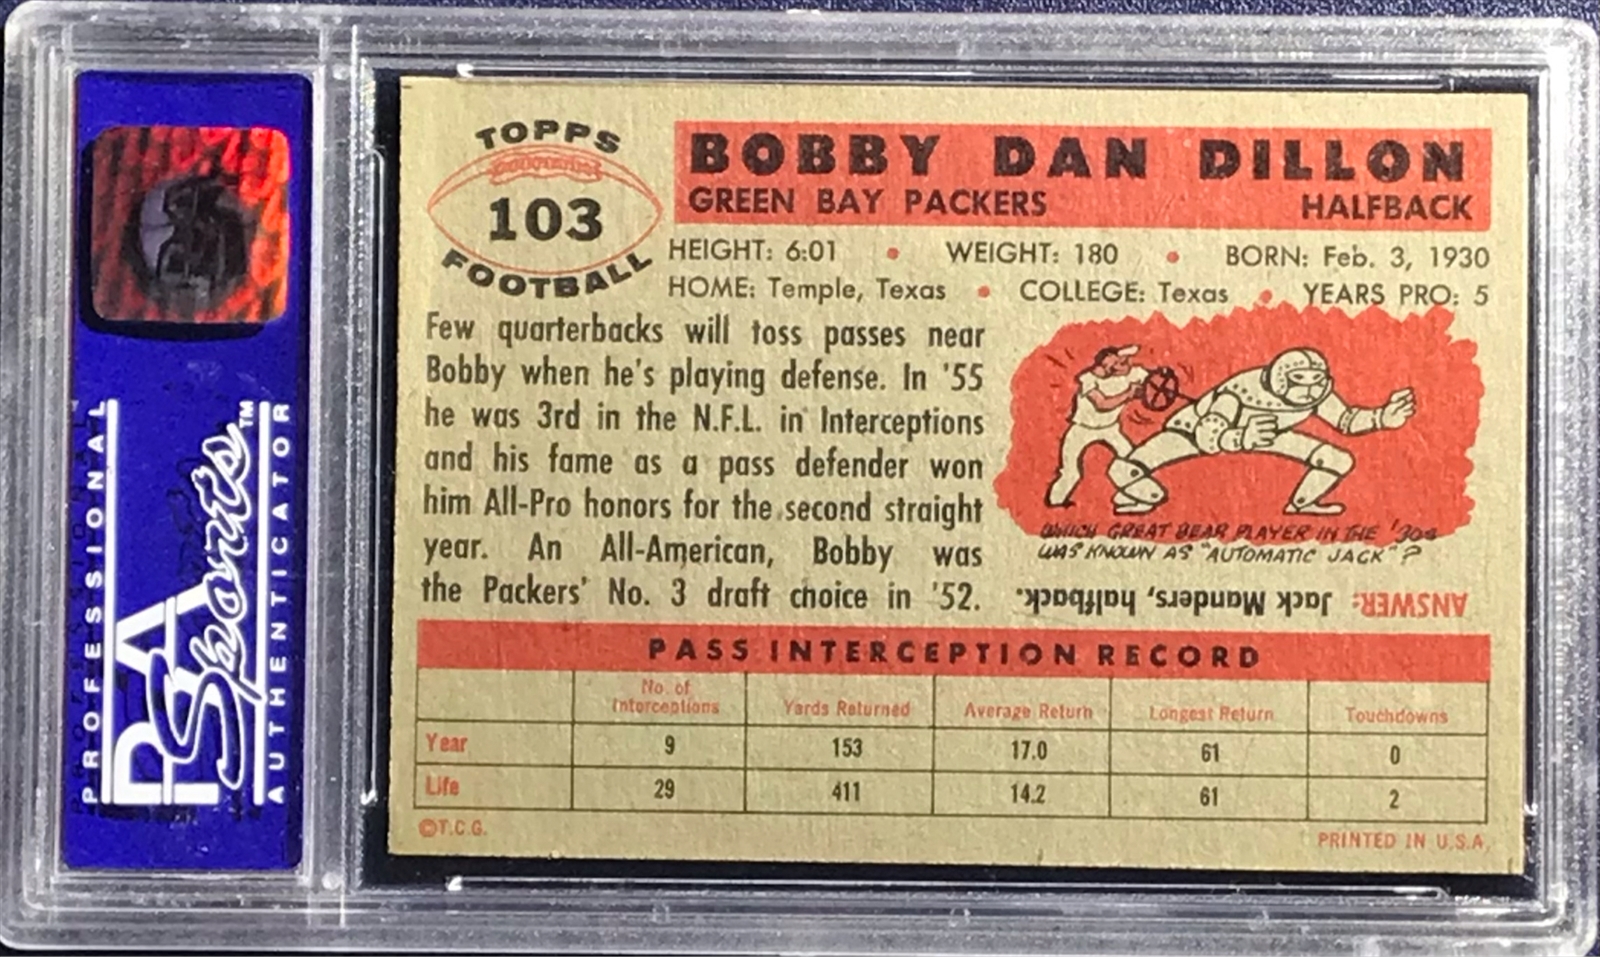 PROFESSIONAL
PSA
Sports™
AUTHENTICATOR
TOPPS
103
FOOTBALL
BOBBY DAN DILLON
GREEN BAY PACKERS HALFBACK
HEIGHT: 6:01 • WEIGHT: 180 • BORN: Feb. 3, 1930
HOME: Temple, Texas • COLLEGE: Texas • YEARS PRO: 5
Few quarterbacks will toss passes near
Bobby when he's playing defense. In '55
he was 3rd in the N.F.L. in Interceptions
and his fame as a pass defender won
him All-Pro honors for the second straight
year. An All-American, Bobby was
the Packers' No. 3 draft choice in '52.
WHICH GREAT BEAR PLAYER IN THE '30s
WAS KNOWN AS "AUTOMATIC JACK"?
ANSWER: Jack Manders, halfback.
PASS INTERCEPTION RECORD
No. of Interceptions Yards Returned Average Return Longest Return Touchdowns
Year 9 153 17.0 61 0
Life 29 411 14.2 61 2
©T.C.G. PRINTED IN U.S.A.